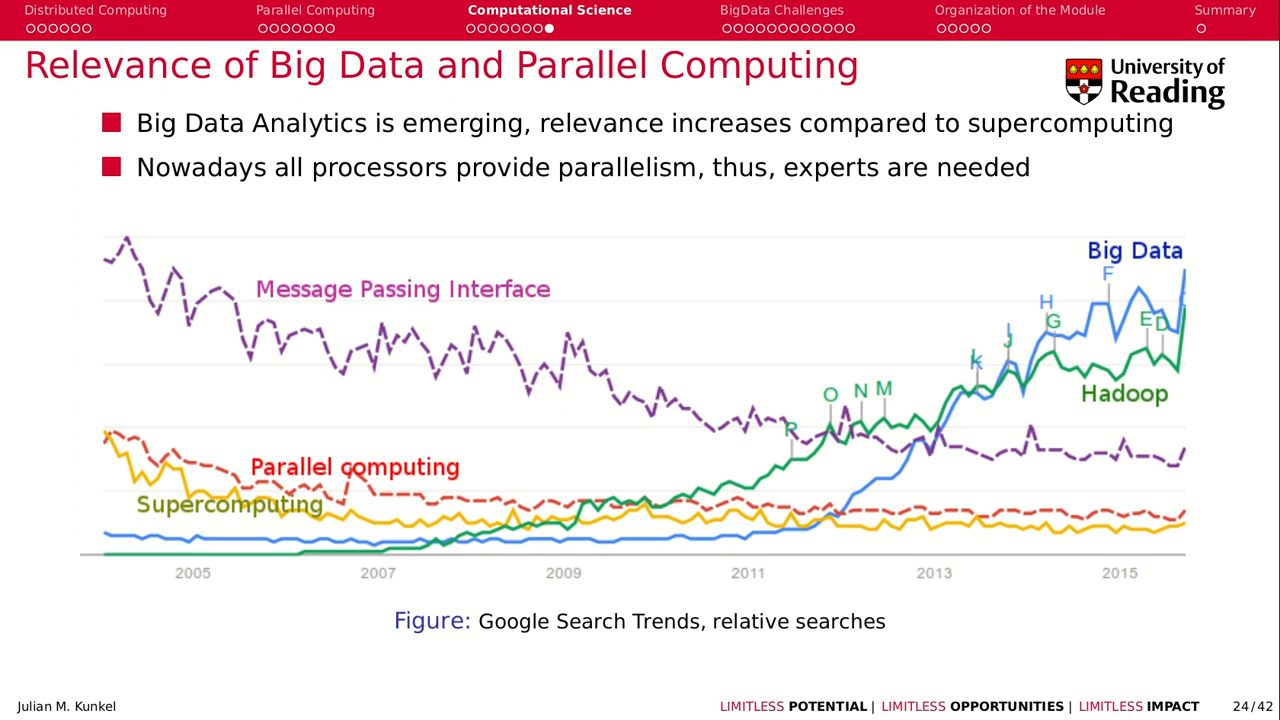 Distributed Computing Parallel Computing Computational Science BigData Challenges Organization of the Module Summary
Relevance of Big Data and Parallel Computing
University of
Reading
Big Data Analytics is emerging, relevance increases compared to supercomputing
Nowadays all processors provide parallelism, thus, experts are needed
Big Data
F
Message Passing Interface
H
G
E D
J
k
Hadoop
O N M
P
Parallel computing
Supercomputing
2005 2007 2009 2011 2013 2015
Figure: Google Search Trends, relative searches
Julian M. Kunkel LIMITLESS POTENTIAL | LIMITLESS OPPORTUNITIES | LIMITLESS IMPACT 24/42